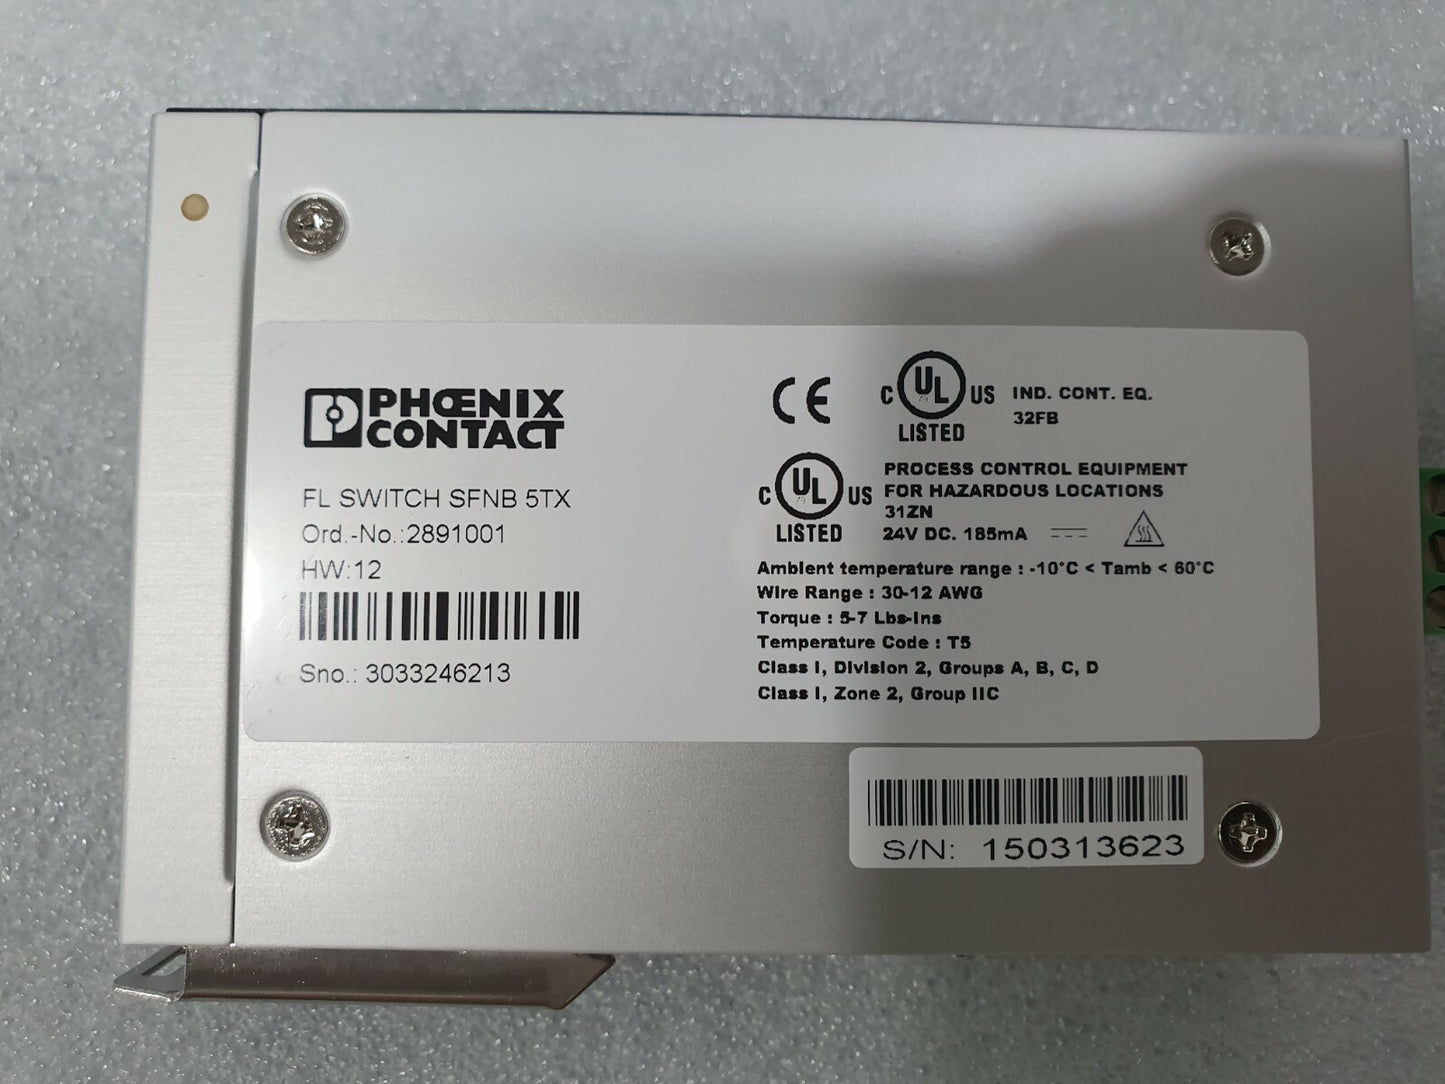 PHŒNIX
CONTACT
FL SWITCH SFNB 5TX
Ord.-No.:2891001
HW:12
Sno.: 3033246213
CE
C UL US IND. CONT. EQ.
LISTED 32FB
C UL US PROCESS CONTROL EQUIPMENT
LISTED FOR HAZARDOUS LOCATIONS
31ZN
24V DC. 185mA
Ambient temperature range : -10°C < Tamb < 60°C
Wire Range : 30-12 AWG
Torque : 5-7 Lbs-Ins
Temperature Code : T5
Class I, Division 2, Groups A, B, C, D
Class I, Zone 2, Group IIC
S/N: 150313623